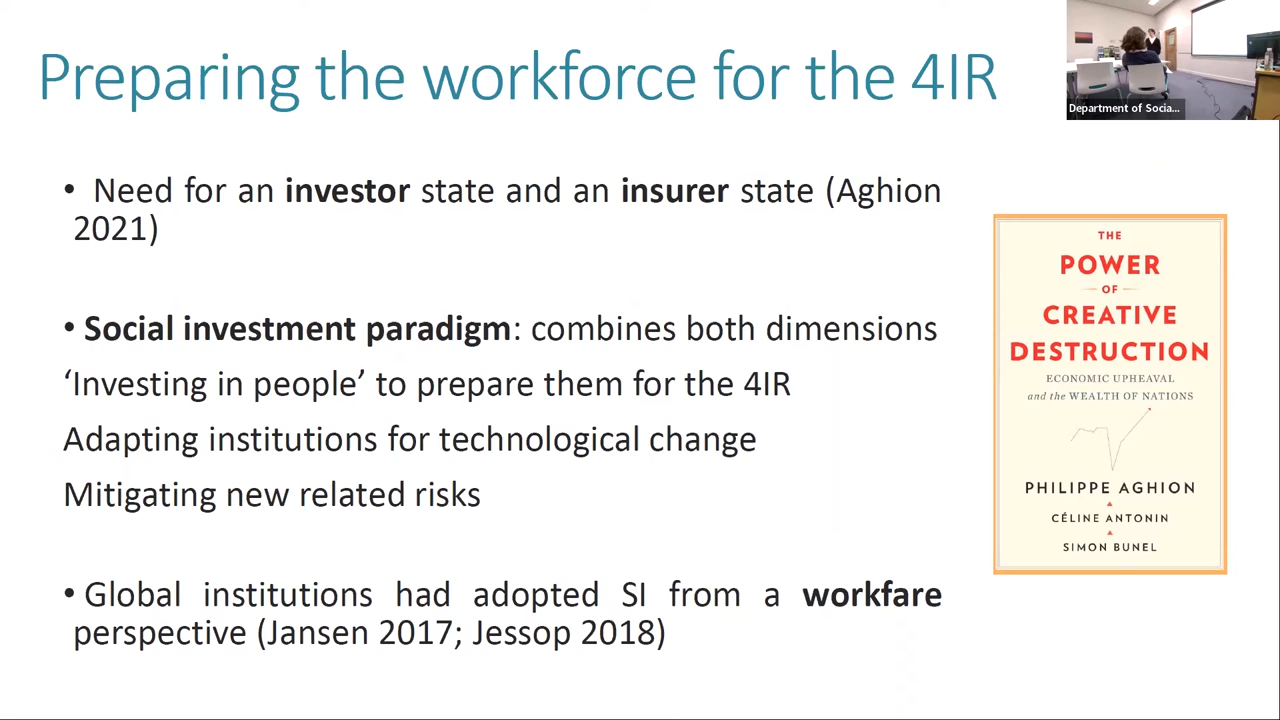 Preparing the workforce for the 4IR
Department of Socia...
• Need for an investor state and an insurer state (Aghion
2021)
• Social investment paradigm: combines both dimensions
‘Investing in people’ to prepare them for the 4IR
Adapting institutions for technological change
Mitigating new related risks
• Global institutions had adopted SI from a workfare
perspective (Jansen 2017; Jessop 2018)
THE
POWER
OF
CREATIVE
DESTRUCTION
ECONOMIC UPHEAVAL
and the WEALTH OF NATIONS
PHILIPPE AGHION
CÉLINE ANTONIN
SIMON BUNEL